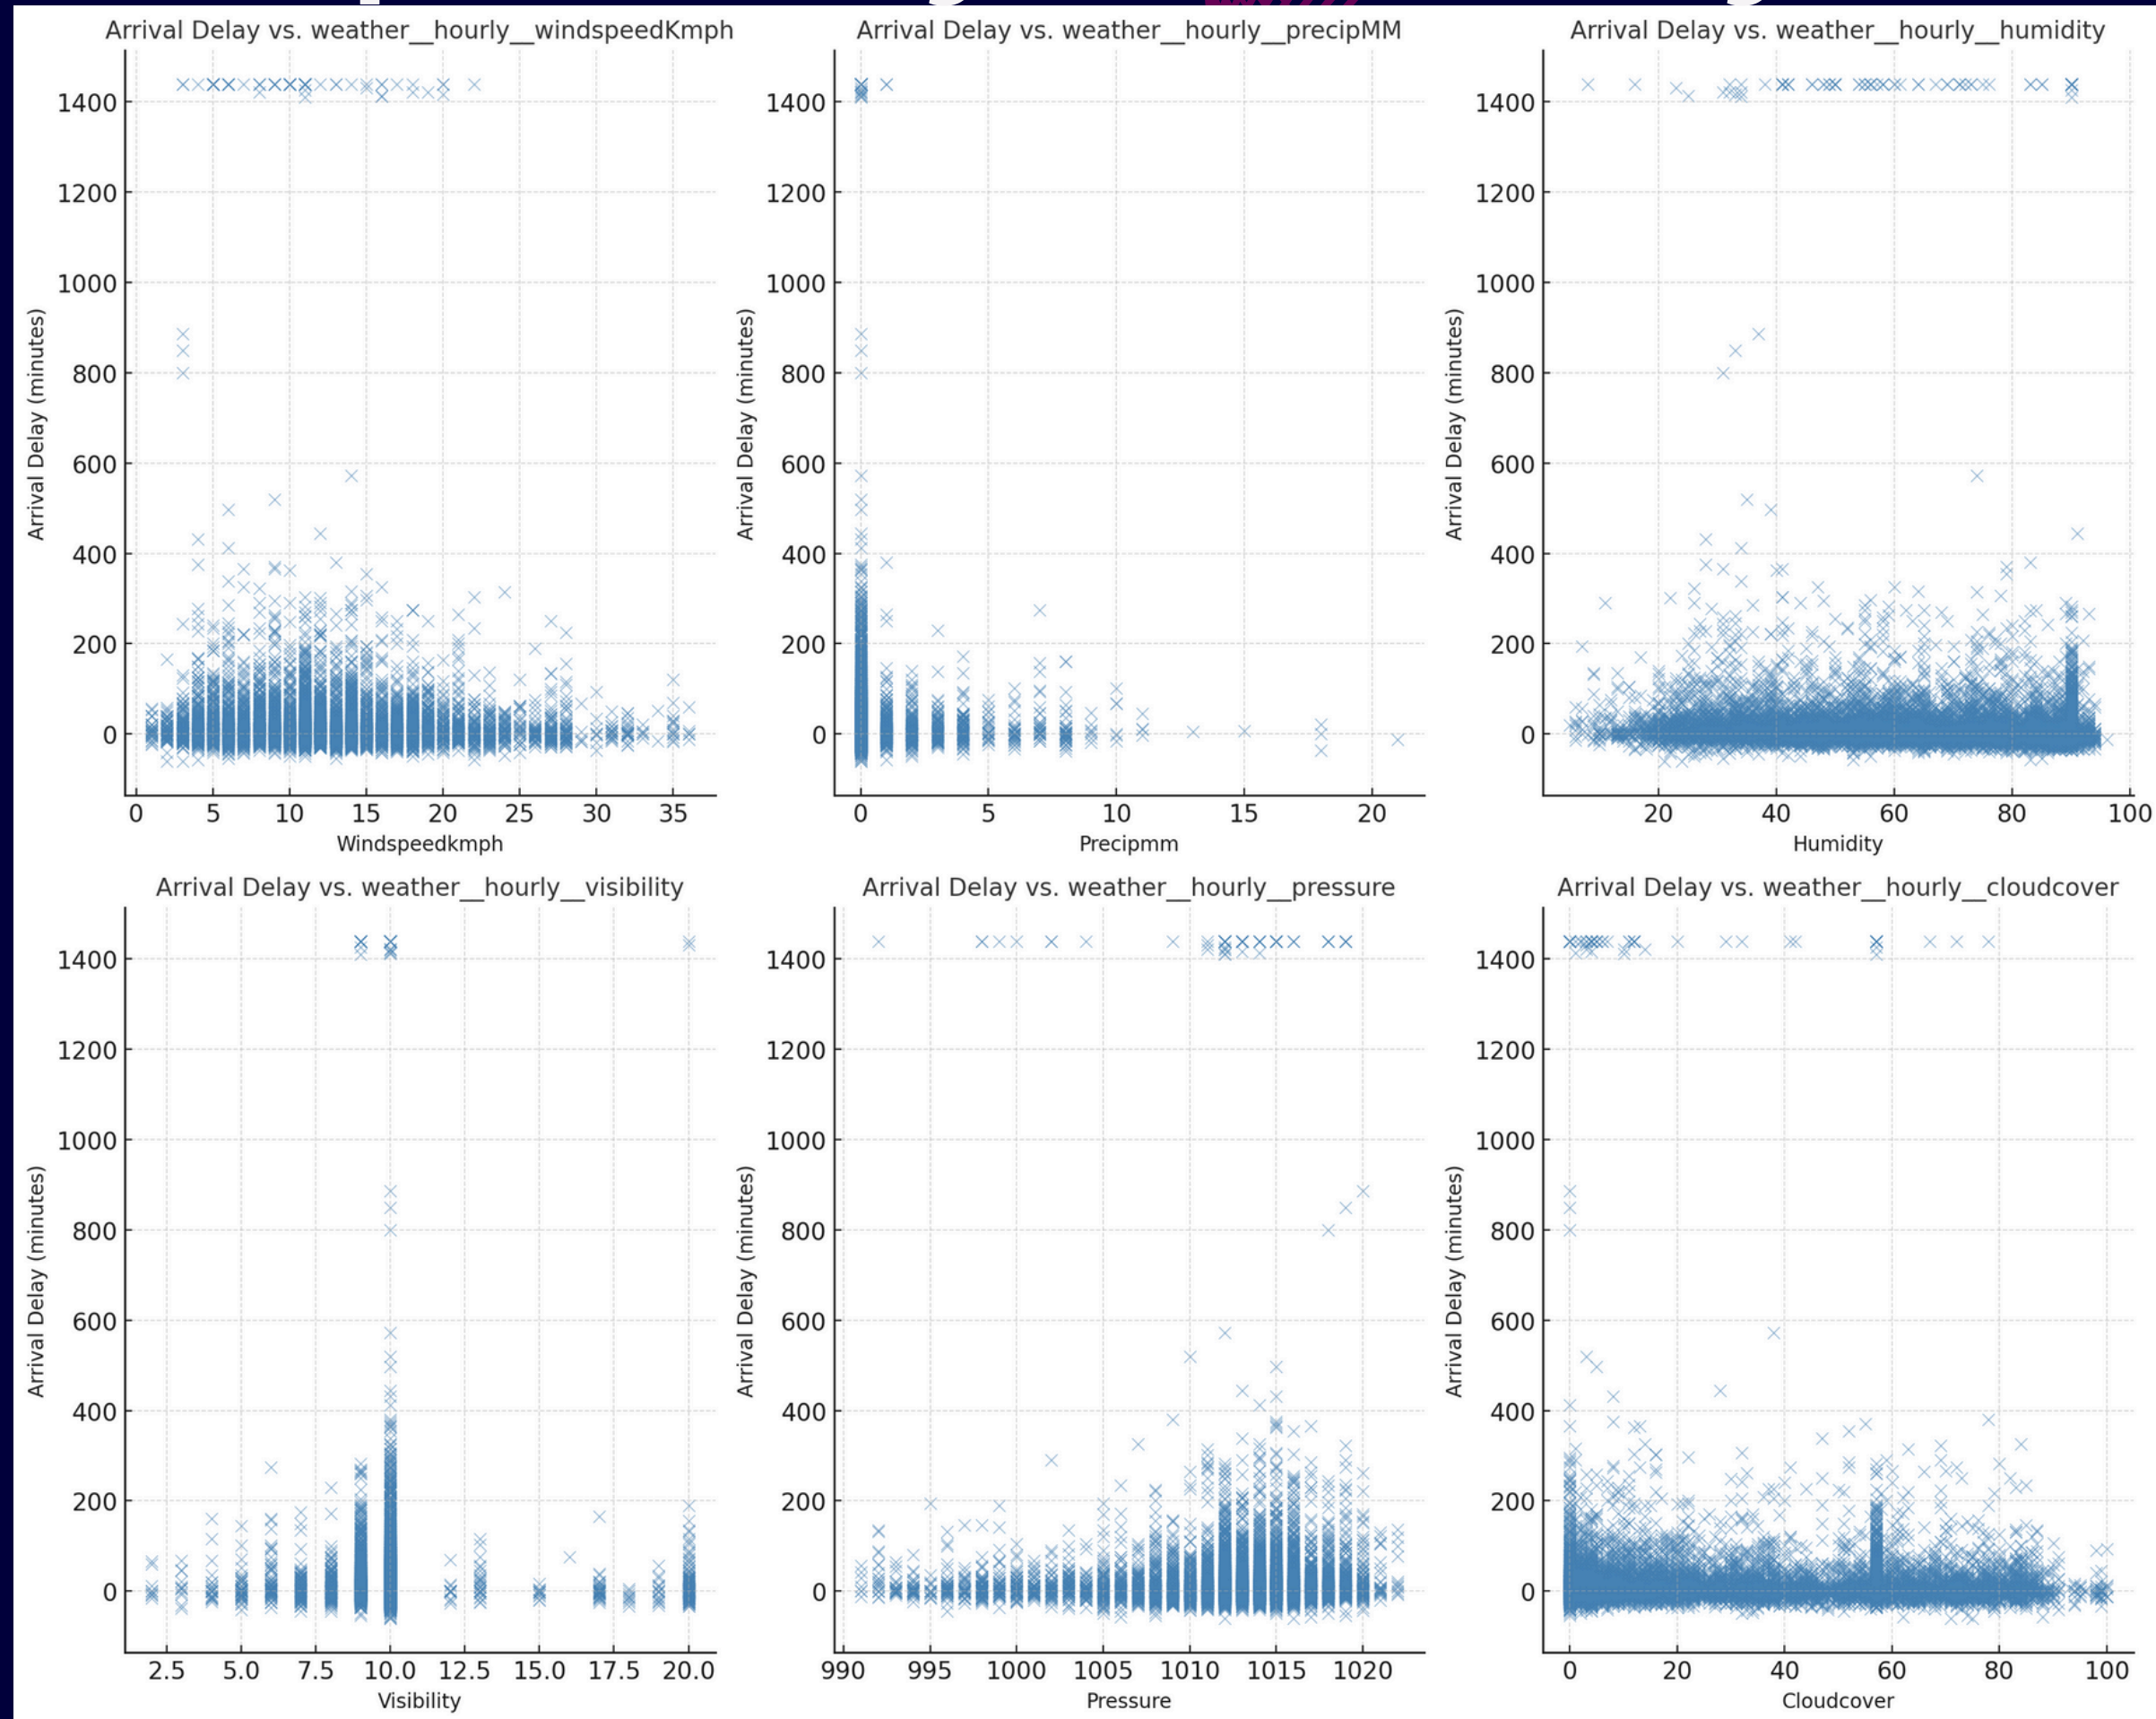 Arrival Delay vs. weather__hourly__windspeedKmph
Arrival Delay (minutes)
1400
1200
1000
800
600
400
200
0
0 5 10 15 20 25 30 35
Windspeedkmph
Arrival Delay vs. weather__hourly__precipMM
Arrival Delay (minutes)
1400
1200
1000
800
600
400
200
0
0 5 10 15 20
Precipmm
Arrival Delay vs. weather__hourly__humidity
Arrival Delay (minutes)
1400
1200
1000
800
600
400
200
0
20 40 60 80 100
Humidity
Arrival Delay vs. weather__hourly__visibility
Arrival Delay (minutes)
1400
1200
1000
800
600
400
200
0
2.5 5.0 7.5 10.0 12.5 15.0 17.5 20.0
Visibility
Arrival Delay vs. weather__hourly__pressure
Arrival Delay (minutes)
1400
1200
1000
800
600
400
200
0
990 995 1000 1005 1010 1015 1020
Pressure
Arrival Delay vs. weather__hourly__cloudcover
Arrival Delay (minutes)
1400
1200
1000
800
600
400
200
0
0 20 40 60 80 100
Cloudcover